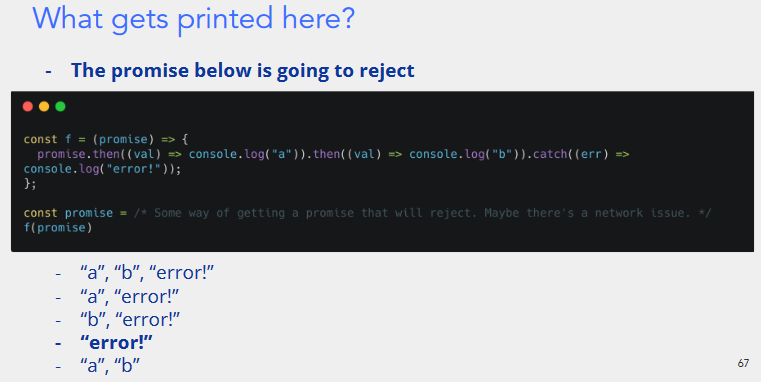 What gets printed here?
- The promise below is going to reject
const f = (promise) => {
promise.then((val) => console.log("a")).then((val) => console.log("b")).catch((err) =>
console.log("error!"));
};
const promise = /* Some way of getting a promise that will reject. Maybe there's a network issue. */
f(promise)
- “a”, “b”, “error!”
- “a”, “error!”
- “b”, “error!”
- “error!”
- “a”, “b”
67